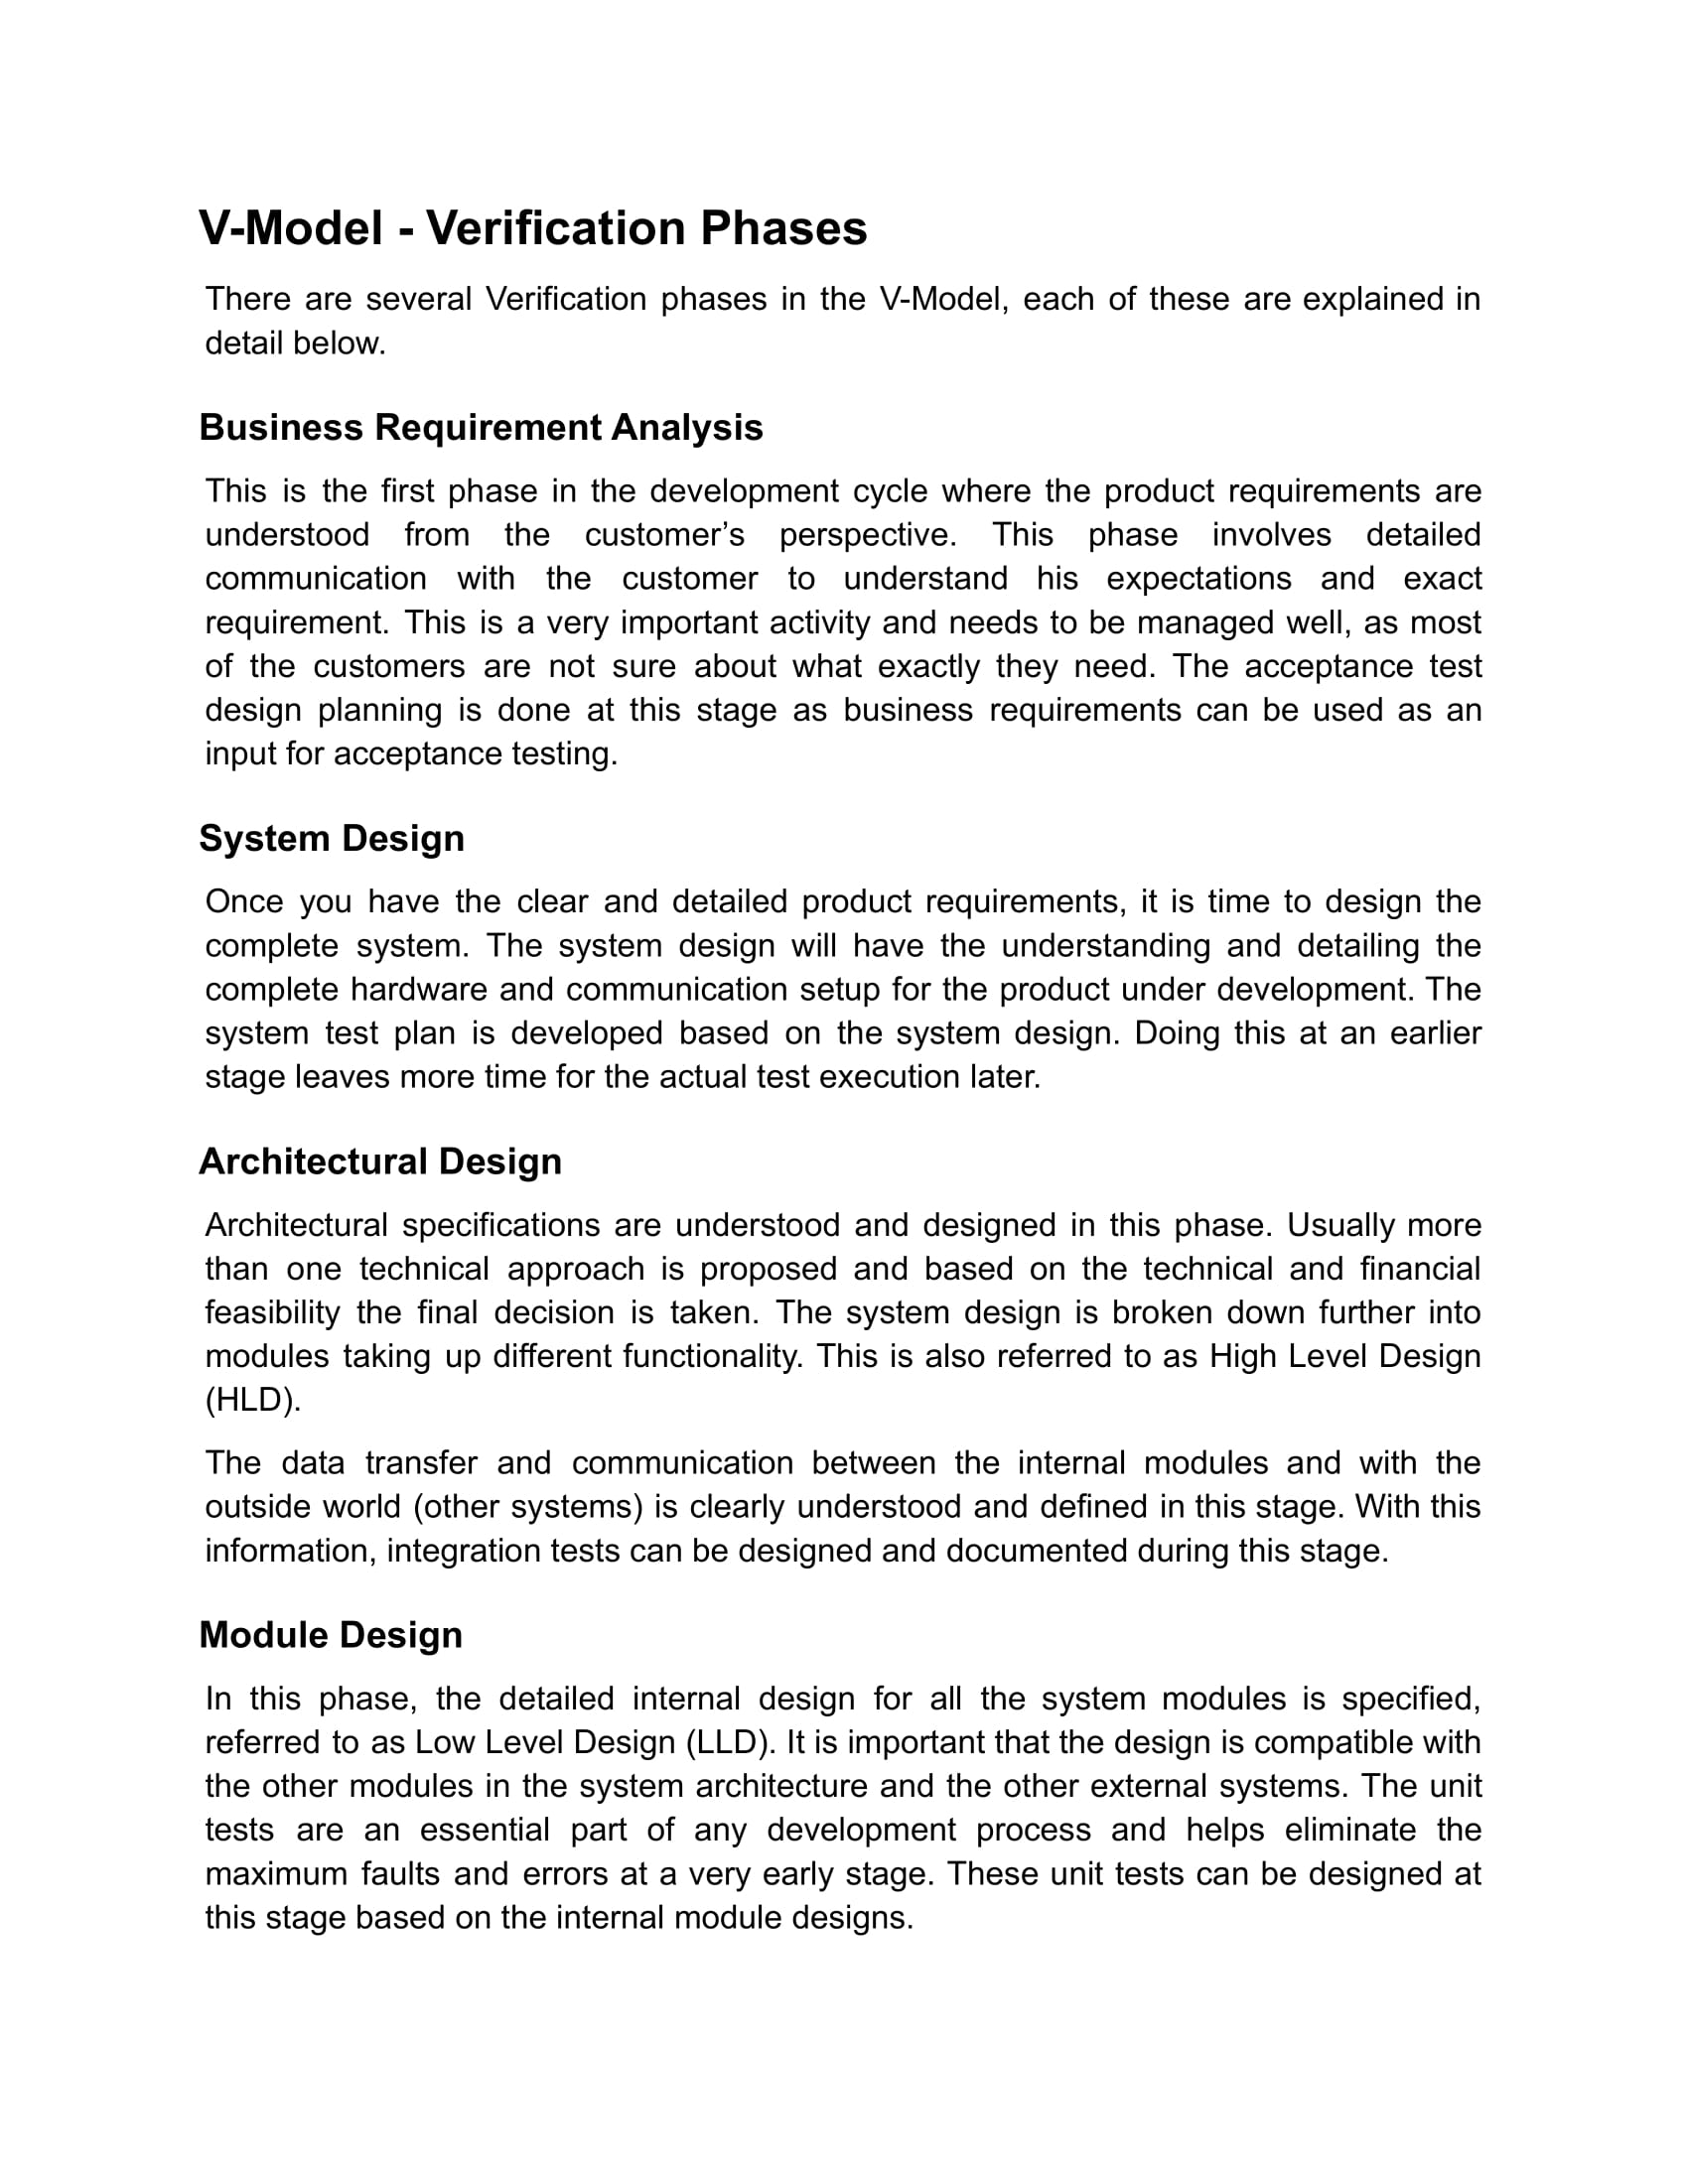 V-Model - Verification Phases
There are several Verification phases in the V-Model, each of these are explained in
detail below.
Business Requirement Analysis
This is the first phase in the development cycle where the product requirements are
understood from the customer’s perspective. This phase involves detailed
communication with the customer to understand his expectations and exact
requirement. This is a very important activity and needs to be managed well, as most
of the customers are not sure about what exactly they need. The acceptance test
design planning is done at this stage as business requirements can be used as an
input for acceptance testing.
System Design
Once you have the clear and detailed product requirements, it is time to design the
complete system. The system design will have the understanding and detailing the
complete hardware and communication setup for the product under development. The
system test plan is developed based on the system design. Doing this at an earlier
stage leaves more time for the actual test execution later.
Architectural Design
Architectural specifications are understood and designed in this phase. Usually more
than one technical approach is proposed and based on the technical and financial
feasibility the final decision is taken. The system design is broken down further into
modules taking up different functionality. This is also referred to as High Level Design
(HLD).
The data transfer and communication between the internal modules and with the
outside world (other systems) is clearly understood and defined in this stage. With this
information, integration tests can be designed and documented during this stage.
Module Design
In this phase, the detailed internal design for all the system modules is specified,
referred to as Low Level Design (LLD). It is important that the design is compatible with
the other modules in the system architecture and the other external systems. The unit
tests are an essential part of any development process and helps eliminate the
maximum faults and errors at a very early stage. These unit tests can be designed at
this stage based on the internal module designs.